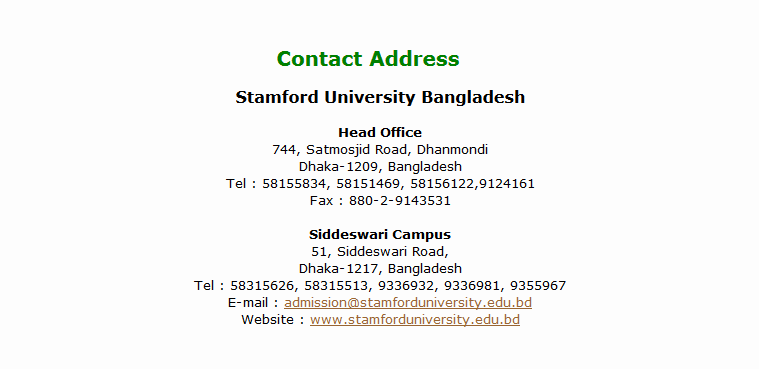 Contact Address
Stamford University Bangladesh
Head Office
744, Satmosjid Road, Dhanmondi
Dhaka-1209, Bangladesh
Tel : 58155834, 58151469, 58156122,9124161
Fax : 880-2-9143531
Siddeswari Campus
51, Siddeswari Road,
Dhaka-1217, Bangladesh
Tel : 58315626, 58315513, 9336932, 9336981, 9355967
E-mail : admission@stamforduniversity.edu.bd
Website : www.stamforduniversity.edu.bd